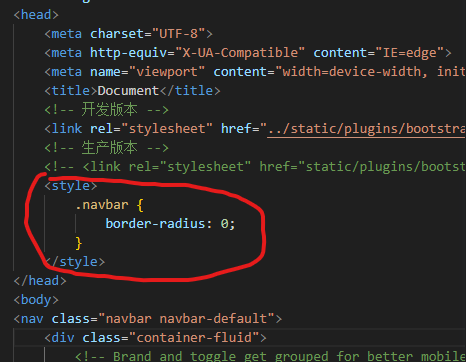 <head>
<meta charset="UTF-8">
<meta http-equiv="X-UA-Compatible" content="IE=edge">
<meta name="viewport" content="width=device-width, init
<title>Document</title>
<!-- 开发版本 -->
<link rel="stylesheet" href="../static/plugins/bootstra
<!-- 生产版本 -->
<!-- <link rel="stylesheet" href="static/plugins/bootst
<style>
.navbar {
border-radius: 0;
}
</style>
</head>
<body>
<nav class="navbar navbar-default">
<div class="container-fluid">
<!-- Brand and toggle get grouped for better mobile